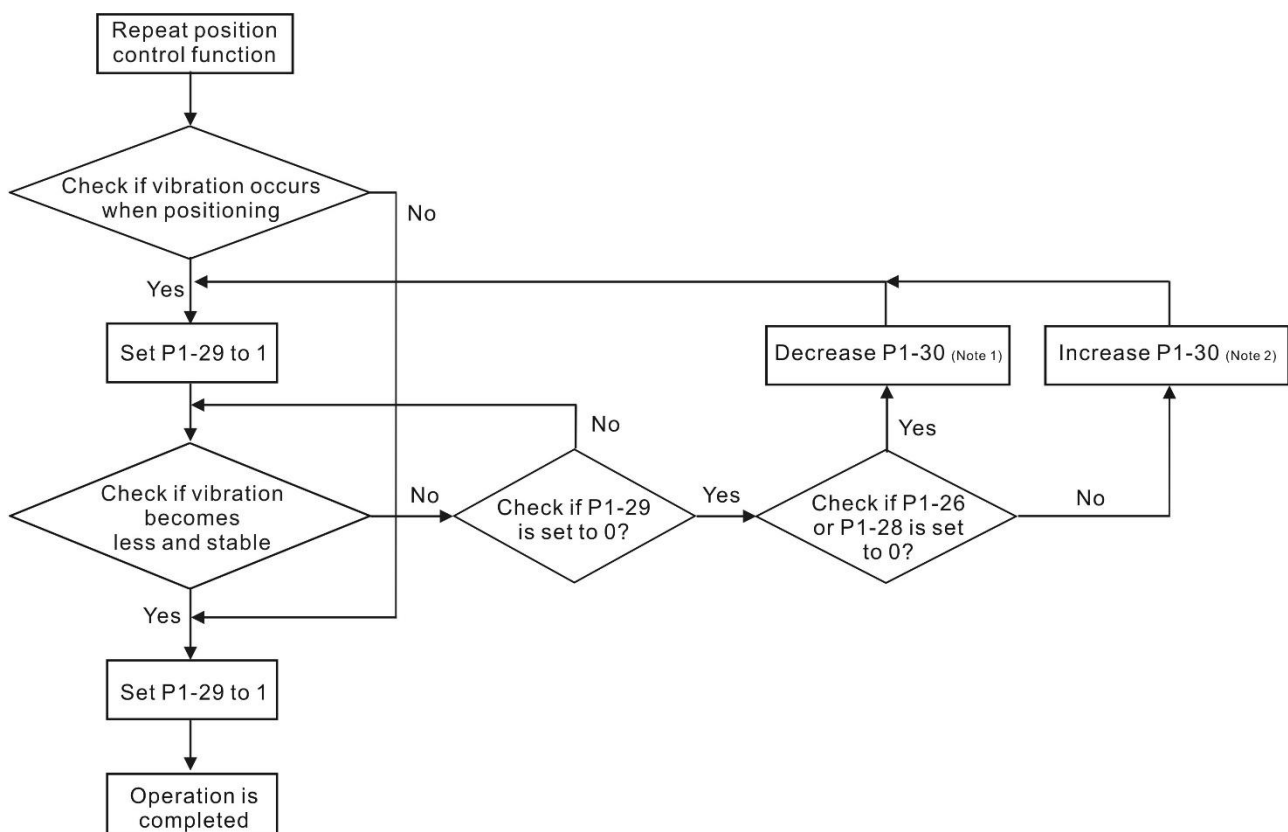 Repeat position
control function
Check if vibration occurs
when positioning
No
Yes
Set P1-29 to 1
Decrease P1-30 (Note 1)
Increase P1-30 (Note 2)
No
Yes
Check if vibration
becomes
less and stable
No
Check if P1-29
is set to 0?
Yes
Check if P1-26
or P1-28 is set
to 0?
No
Yes
Set P1-29 to 1
Operation is
completed